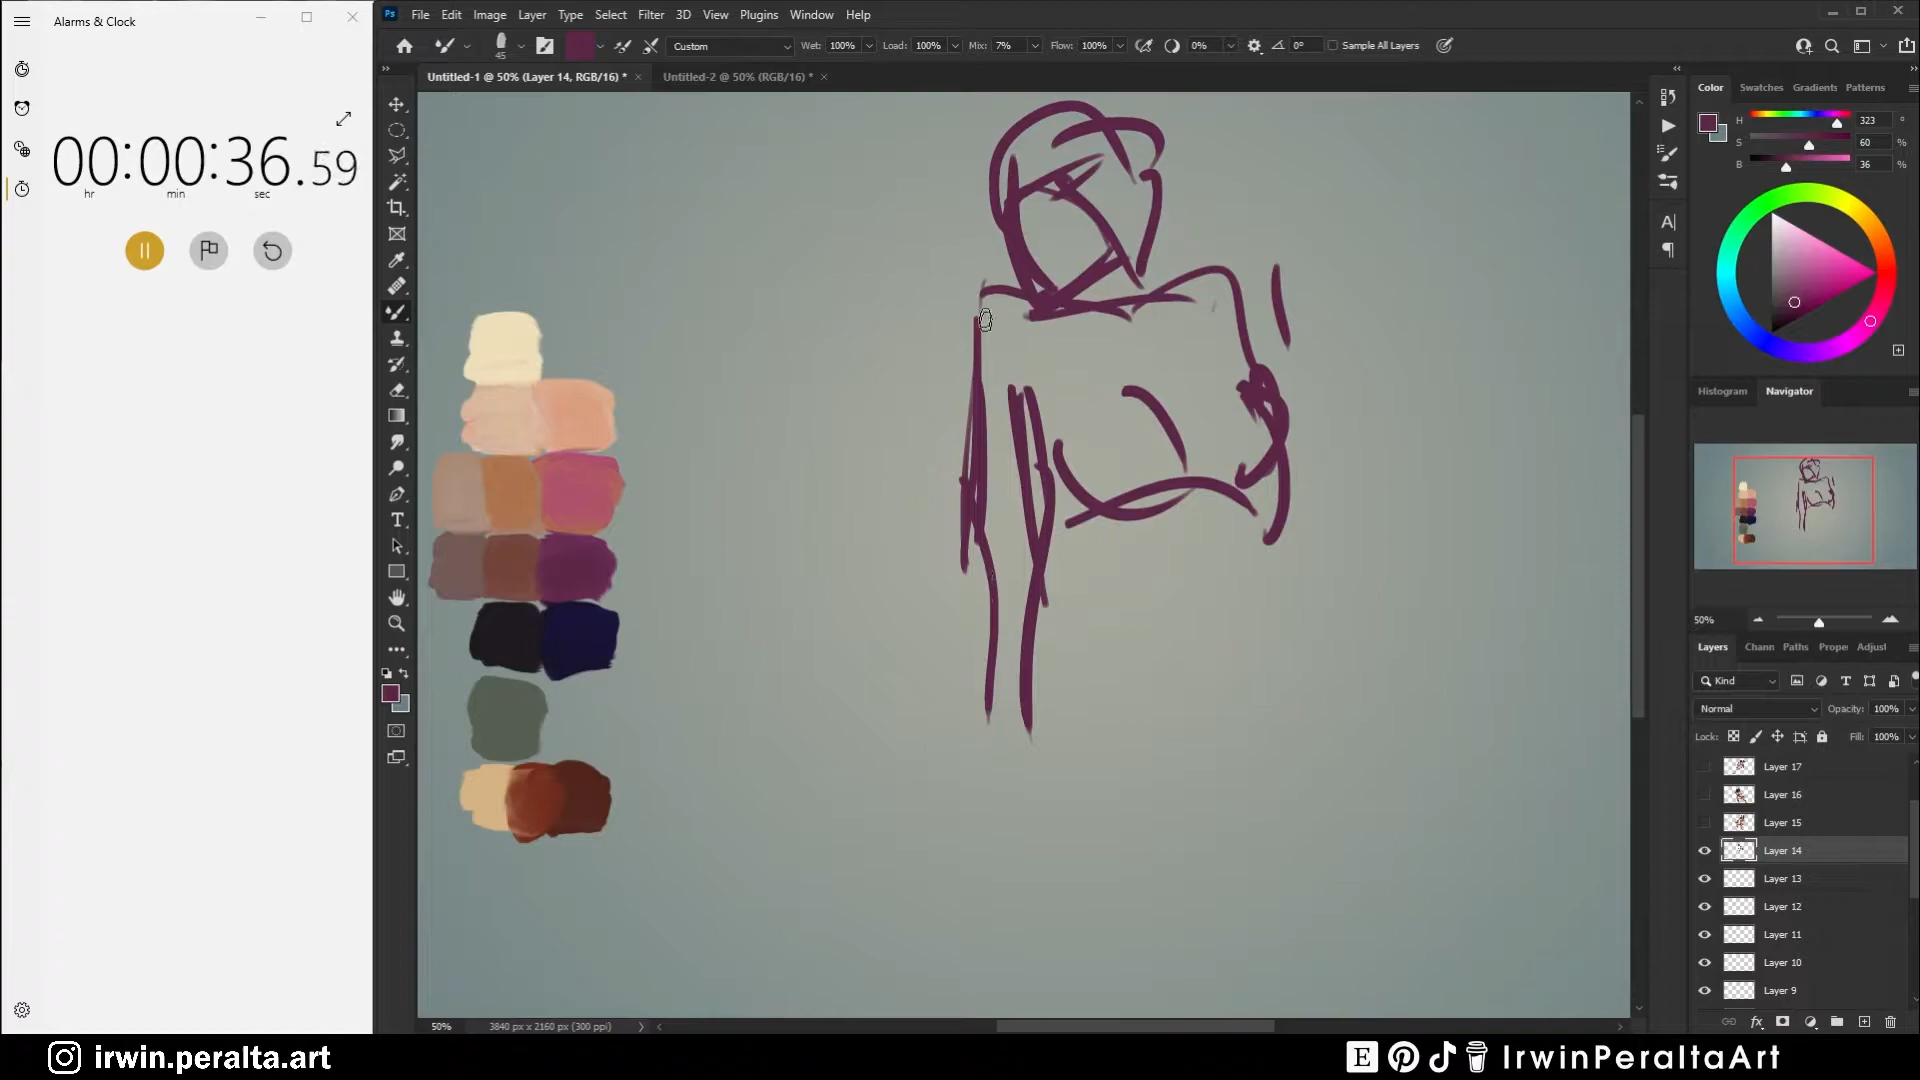 Alarms & Clock
00:00:36.59
hr min sec
Ps File Edit Image Layer Type Select Filter 3D View Plugins Window Help
45 Custom Wet: 100% Load: 100% Mix: 7% Flow: 100% 0% 0° Sample All Layers
Untitled-1 @ 50% (Layer 14, RGB/16) * × Untitled-2 @ 50% (RGB/16) * ×
Color Swatches Gradients Patterns
H 323 °
S 60 %
B 36 %
Histogram Navigator
50%
Layers Chann Paths Prope Adjust
Kind
Normal Opacity: 100%
Lock: Fill: 100%
Layer 17
Layer 16
Layer 15
Layer 14
Layer 13
Layer 12
Layer 11
Layer 10
Layer 9
50% 3840 px x 2160 px (300 ppi)
irwin.peralta.art
E IrwinPeraltaArt